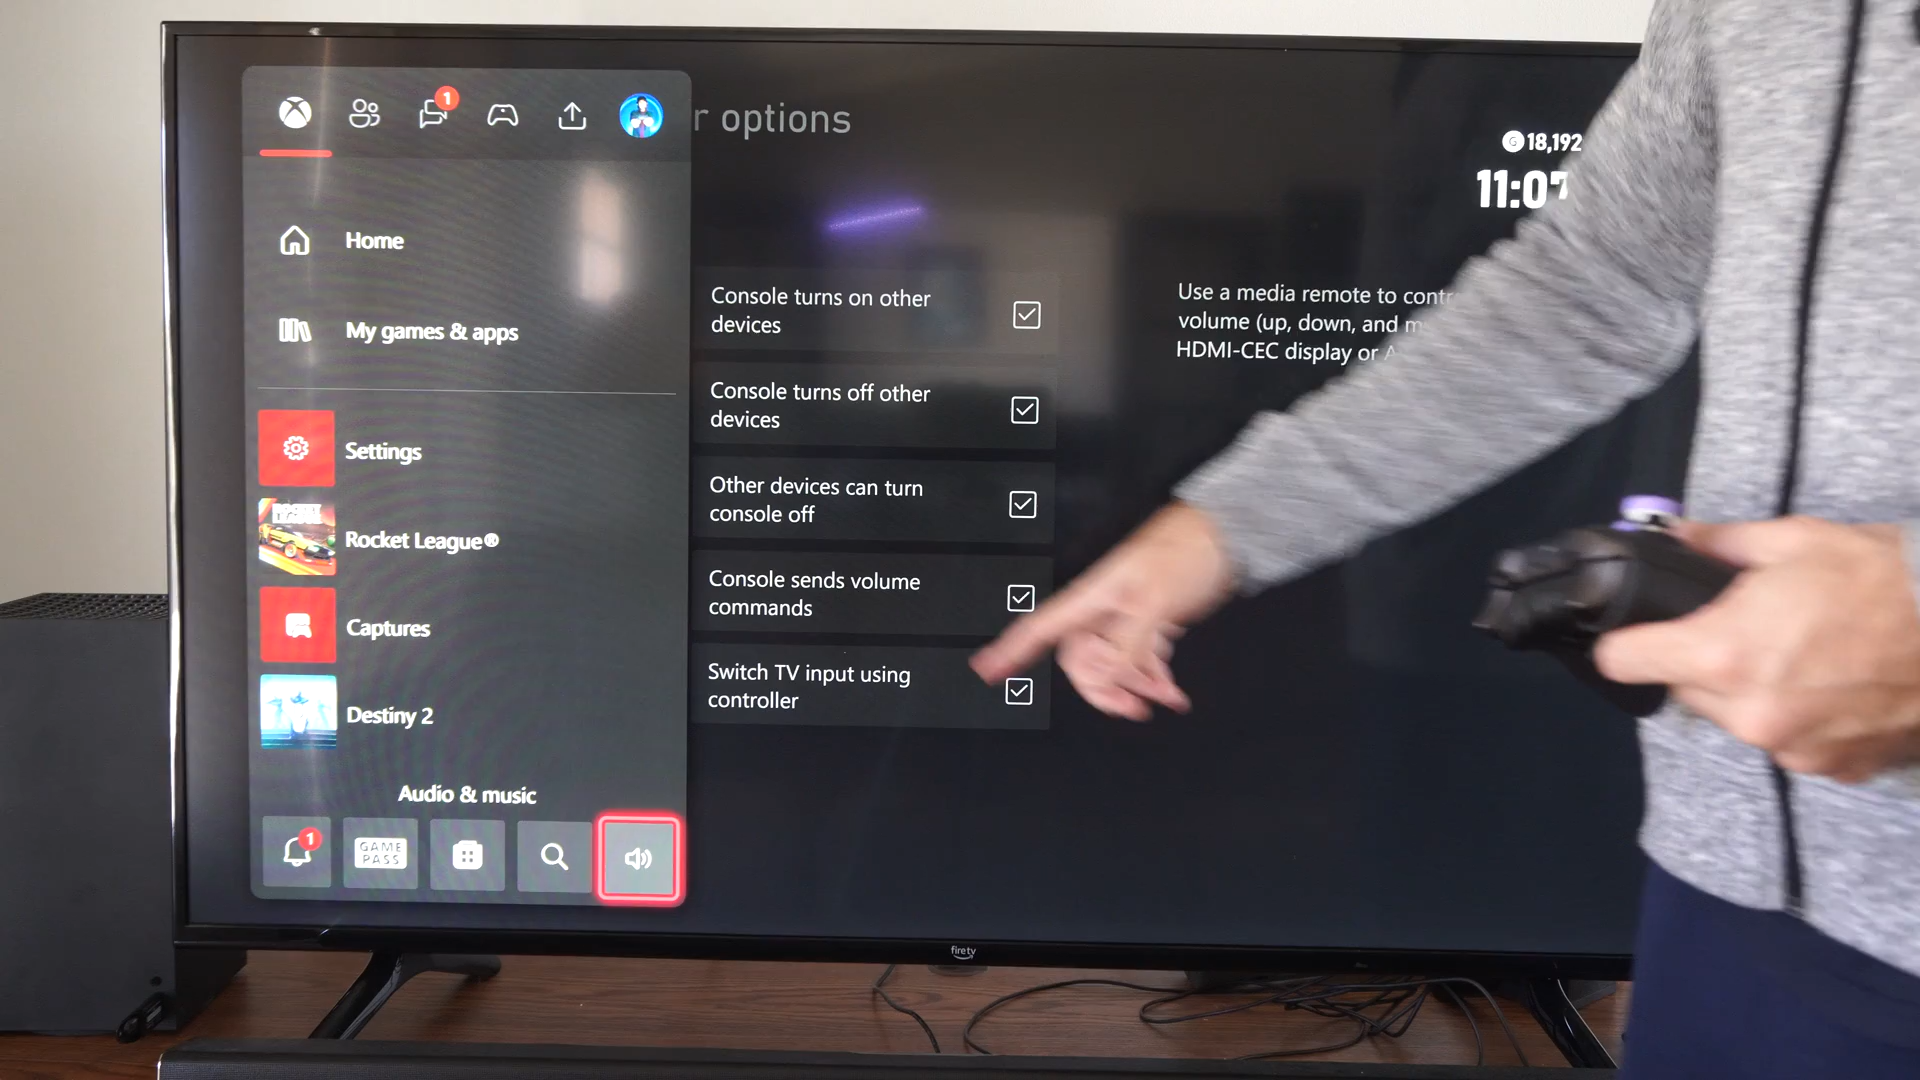 1
r options
18,192
11:07
Home
My games & apps
Console turns on other
devices
Use a media remote to contr
volume (up, down, and m
HDMI-CEC display or A
Console turns off other
devices
Settings
Other devices can turn
console off
Rocket League®
Console sends volume
commands
Captures
Switch TV input using
controller
Destiny 2
Audio & music
1
GAME
PASS
firetv